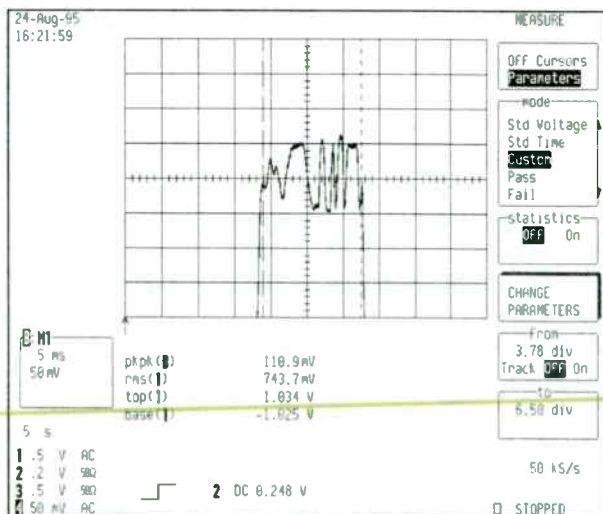 24-Aug-95
16:21:59
MEASURE
OFF Cursors
Parameters
mode
Std Voltage
Std Time
Custom
Pass
Fail
statistics
Off On
CHANGE
PARAMETERS
from
3.78 div
Track Off On
to
6.50 div
M1
5 ms
50mV
pkpk( ) 110.9mV
rms(1) 743.7mV
top(1) 1.034 V
base(1) -1.025 V
5 s
1 .5 V AC
2 .2 V 50Ω
3 .5 V 50Ω
4 50 mV AC
2 DC 0.248 V
50 kS/s
STOPPED